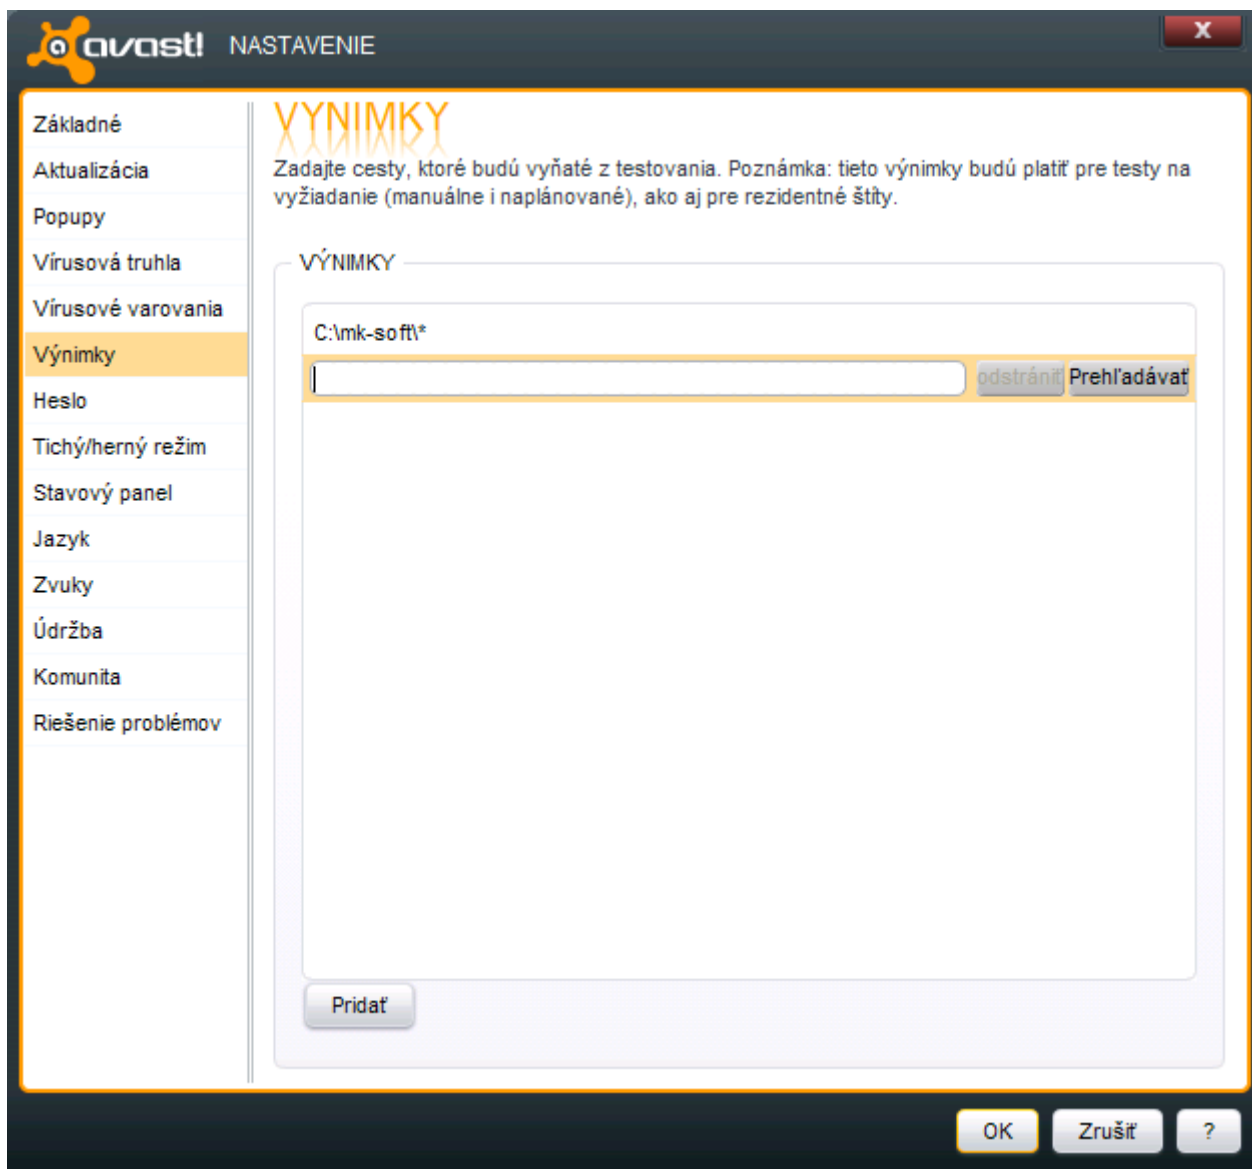 avast! NASTAVENIE
x
Základné
Aktualizácia
Popupy
Vírusová truhla
Vírusové varovania
Výnimky
Heslo
Tichý/herný režim
Stavový panel
Jazyk
Zvuky
Údržba
Komunita
Riešenie problémov
VÝNIMKY
Zadajte cesty, ktoré budú vyňaté z testovania. Poznámka: tieto výnimky budú platiť pre testy na
vyžiadanie (manuálne i naplánované), ako aj pre rezidentné štíty.
VÝNIMKY
C:\mk-soft\*
odstrániť Prehľadávať
Pridať
OK Zrušiť ?